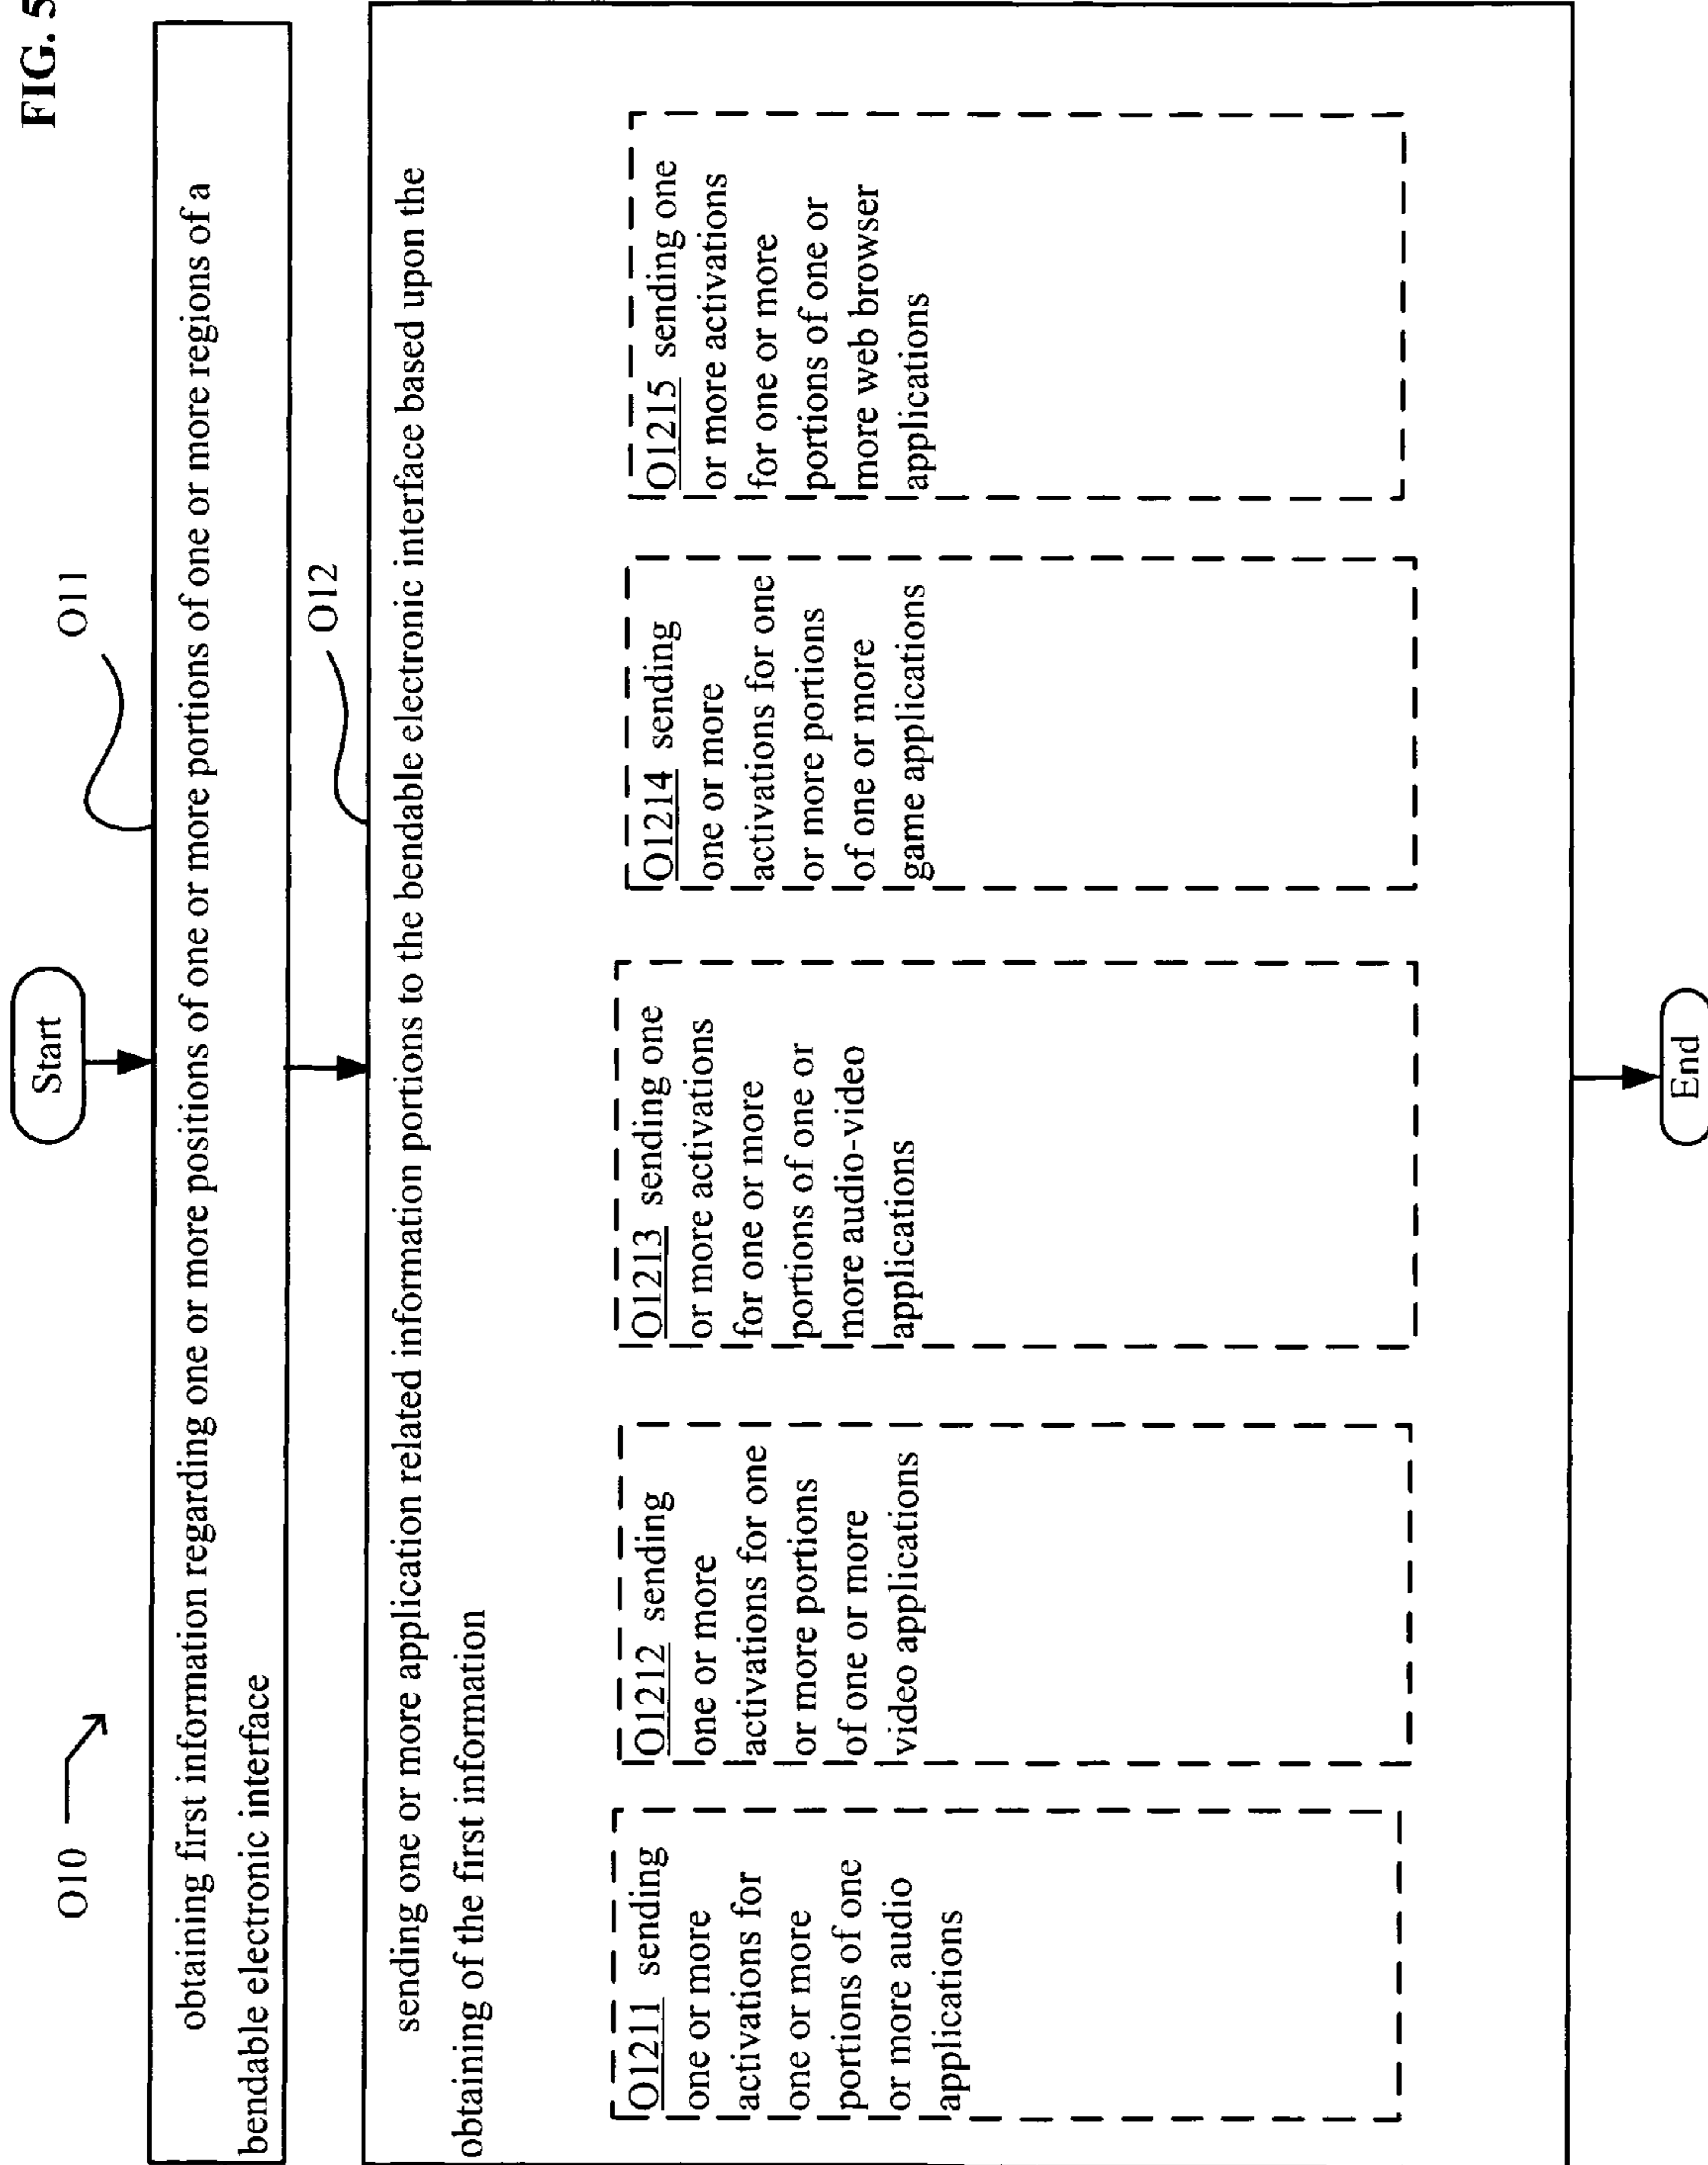 FIG. 5
Start
O10
O11
obtaining first information regarding one or more positions of one or more portions of one or more regions of a
bendable electronic interface
O12
sending one or more application related information portions to the bendable electronic interface based upon the
obtaining of the first information
O1211 sending
one or more
activations for
one or more
portions of one
or more audio
applications
O1212 sending
one or more
activations for one
or more portions
of one or more
video applications
O1213 sending one
or more activations
for one or more
portions of one or
more audio-video
applications
O1214 sending
one or more
activations for one
or more portions
of one or more
game applications
O1215 sending one
or more activations
for one or more
portions of one or
more web browser
applications
End